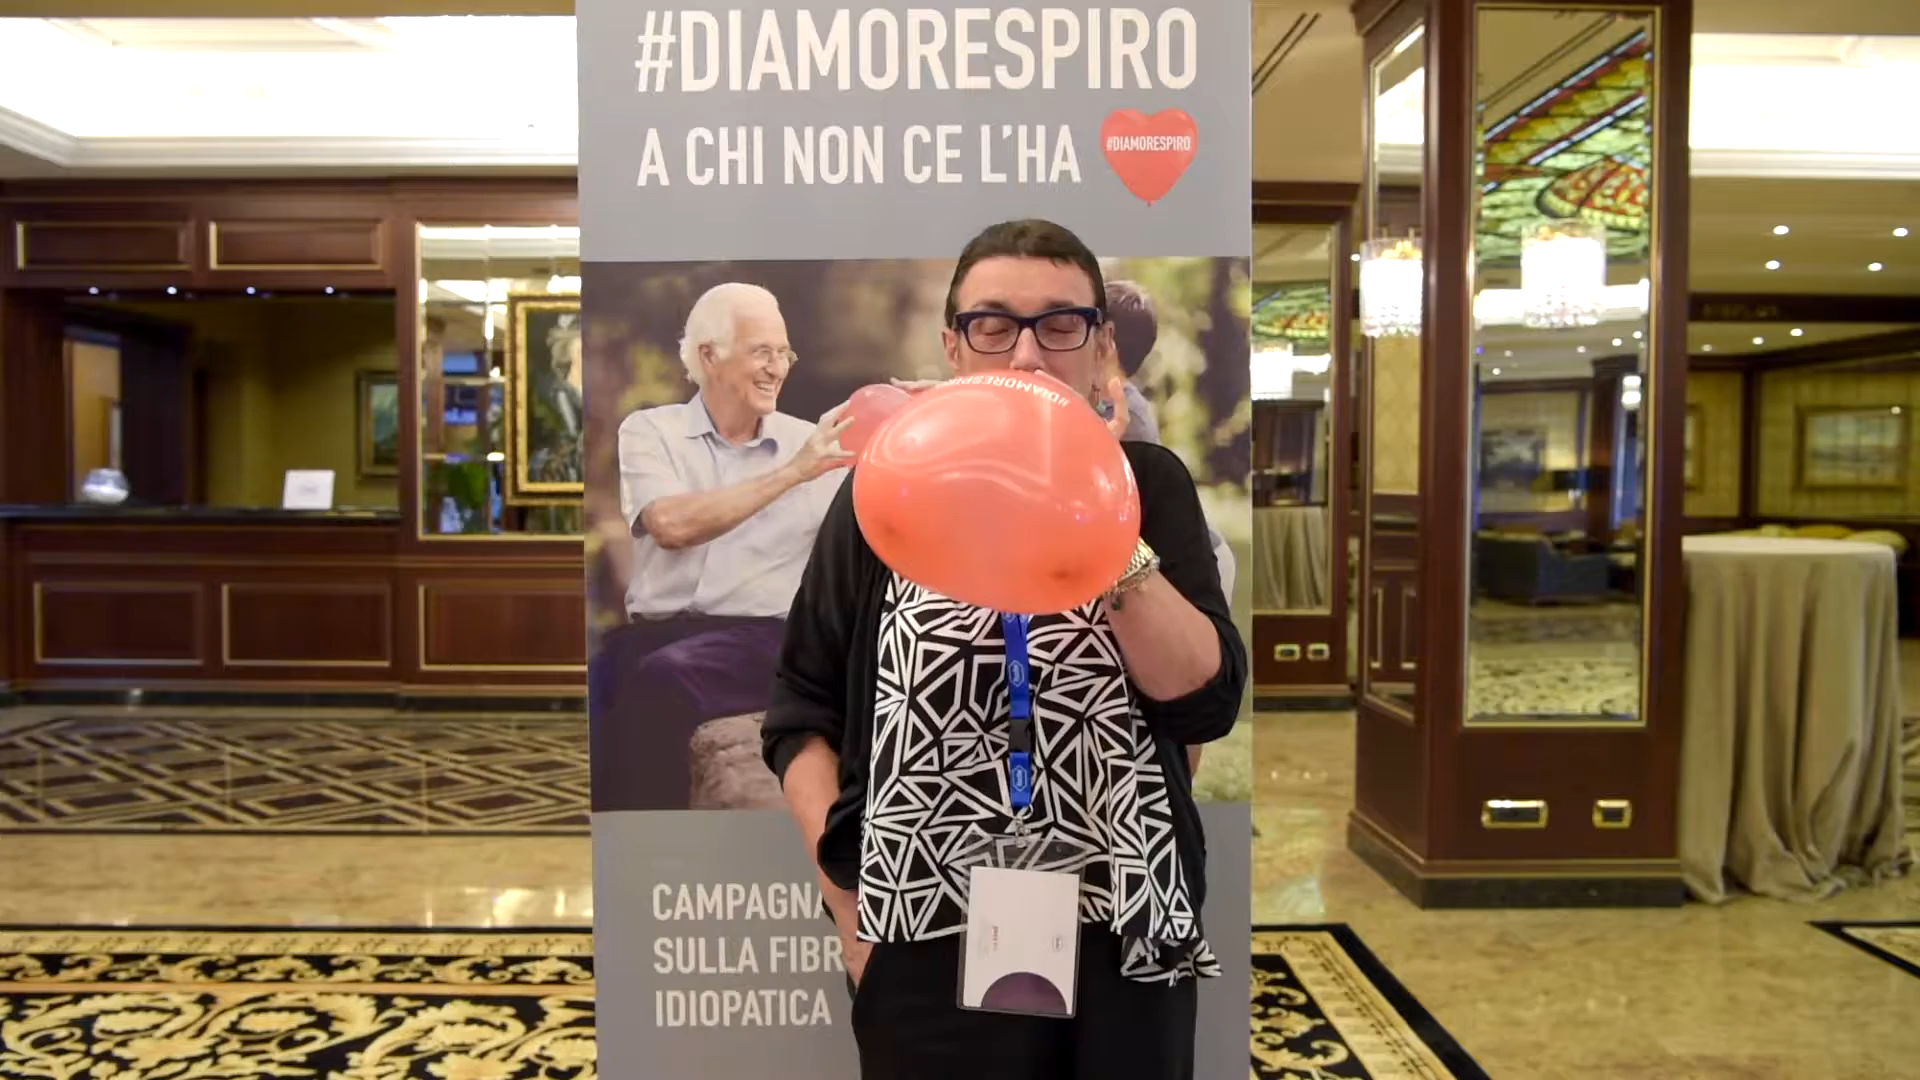 #DIAMORESPIRO
A CHI NON CE L'HA
#DIAMORESPIRO
#DIAMORESPIRO
CAMPAGNA
SULLA FIBR
IDIOPATICA